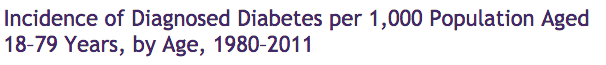 Incidence of Diagnosed Diabetes per 1,000 Population Aged
18–79 Years, by Age, 1980–2011